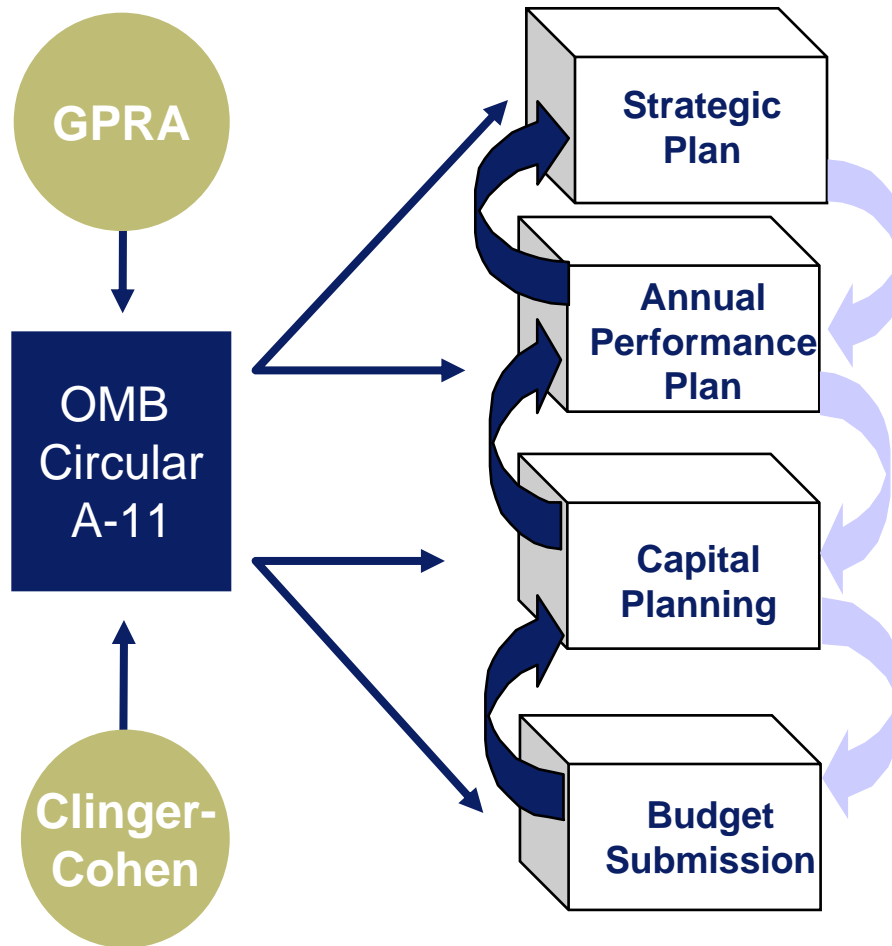 GPRA
OMB
Circular
A-11
Clinger-
Cohen
Strategic
Plan
Annual
Performance
Plan
Capital
Planning
Budget
Submission